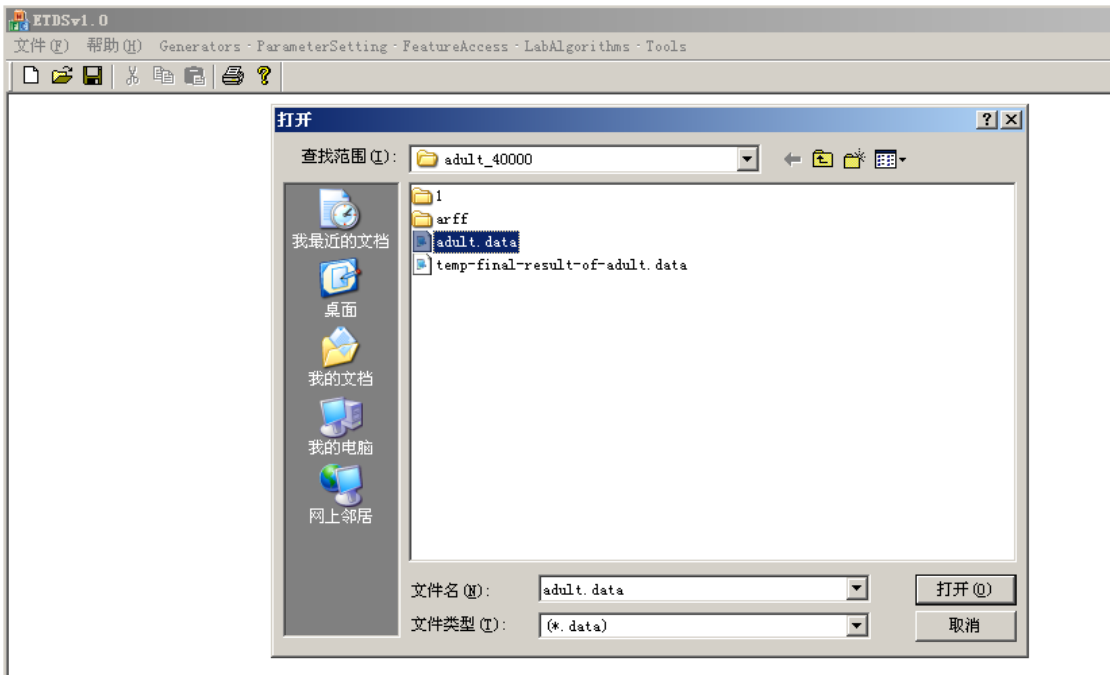 ETDSv1.0
文件(F) 帮助(H) Generators - ParameterSetting - FeatureAccess - LabAlgorithms - Tools
打开
查找范围(I): adult_40000
1
arff
adult.data
temp-final-result-of-adult.data
我最近的文档
桌面
我的文档
我的电脑
网上邻居
文件名(N): adult.data 打开(O)
文件类型(T): (*.data) 取消